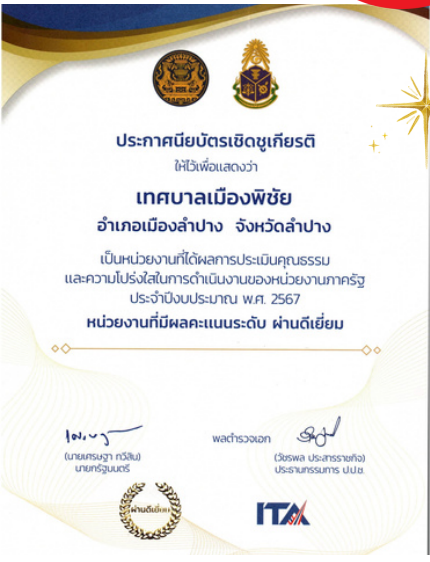 ประกาศนียบัตรเชิดชูเกียรติ
ให้ไว้เพื่อแสดงว่า
เทศบาลเมืองพิชัย
อำเภอเมืองลำปาง จังหวัดลำปาง
เป็นหน่วยงานที่ได้ผลการประเมินคุณธรรม
และความโปร่งใสในการดำเนินงานของหน่วยงานภาครัฐ
ประจำปีงบประมาณ พ.ศ. 2567
หน่วยงานที่มีผลคะแนนระดับ ผ่านดีเยี่ยม
(นายเศรษฐา ทวีสิน)
นายกรัฐมนตรี
พลตำรวจเอก
(วัชรพล ประสารราชกิจ)
ประธานกรรมการ ป.ป.ช.
ผ่านดีเยี่ยม
ITA